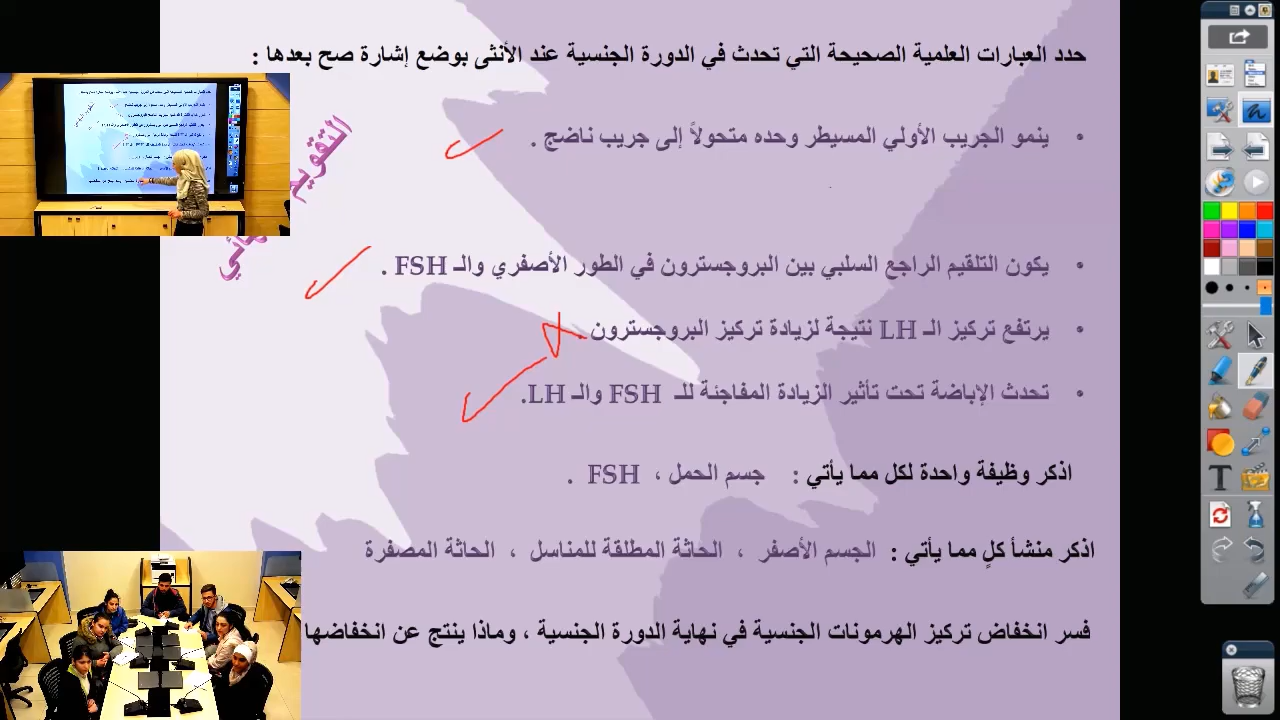 حدد العبارات العلمية الصحيحة التي تحدث في الدورة الجنسية عند الأنثى بوضع إشارة صح بعدها :
• ينمو الجريب الأولي المسيطر وحده متحولاً إلى جريب ناضج .
• يكون التلقيم الراجع السلبي بين البروجسترون في الطور الأصفري والـ FSH .
• يرتفع تركيز الـ LH نتيجة لزيادة تركيز البروجسترون
• تحدث الإباضة تحت تأثير الزيادة المفاجئة للـ FSH والـ LH.
اذكر وظيفة واحدة لكل مما يأتي : جسم الحمل ، FSH .
اذكر منشأ كلٍ مما يأتي : الجسم الأصفر ، الحاثة المطلقة للمناسل ، الحاثة المصفرة
فسر انخفاض تركيز الهرمونات الجنسية في نهاية الدورة الجنسية ، وماذا ينتج عن انخفاضها
التقويم